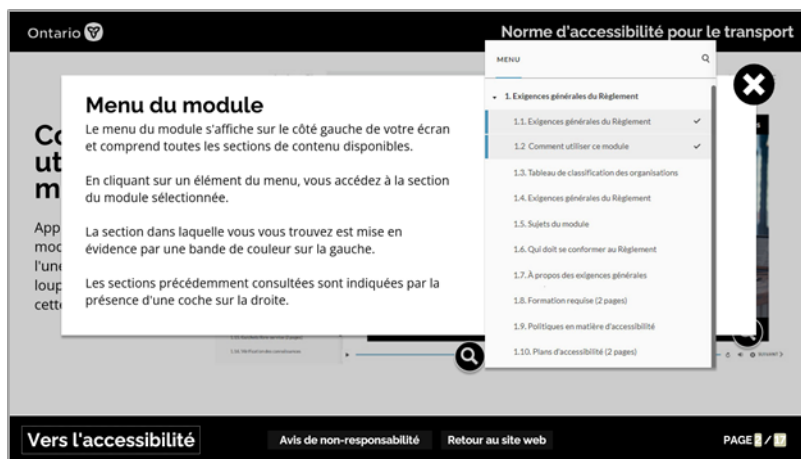 Ontario
Norme d'accessibilité pour le transport
MENU
Menu du module
Le menu du module s'affiche sur le côté gauche de votre écran
et comprend toutes les sections de contenu disponibles.
En cliquant sur un élément du menu, vous accédez à la section
du module sélectionnée.
La section dans laquelle vous vous trouvez est mise en
évidence par une bande de couleur sur la gauche.
Les sections précédemment consultées sont indiquées par la
présence d'une coche sur la droite.
1. Exigences générales du Règlement
1.1. Exigences générales du Règlement
1.2 Comment utiliser ce module
1.3. Tableau de classification des organisations
1.4. Exigences générales du Règlement
1.5. Sujets du module
1.6. Qui doit se conformer au Règlement
1.7. À propos des exigences générales
1.8. Formation requise (2 pages)
1.9. Politiques en matière d'accessibilité
1.10. Plans d'accessibilité (2 pages)
SUIVANT
Vers l'accessibilité
Avis de non-responsabilité
Retour au site web
PAGE 2 / 17